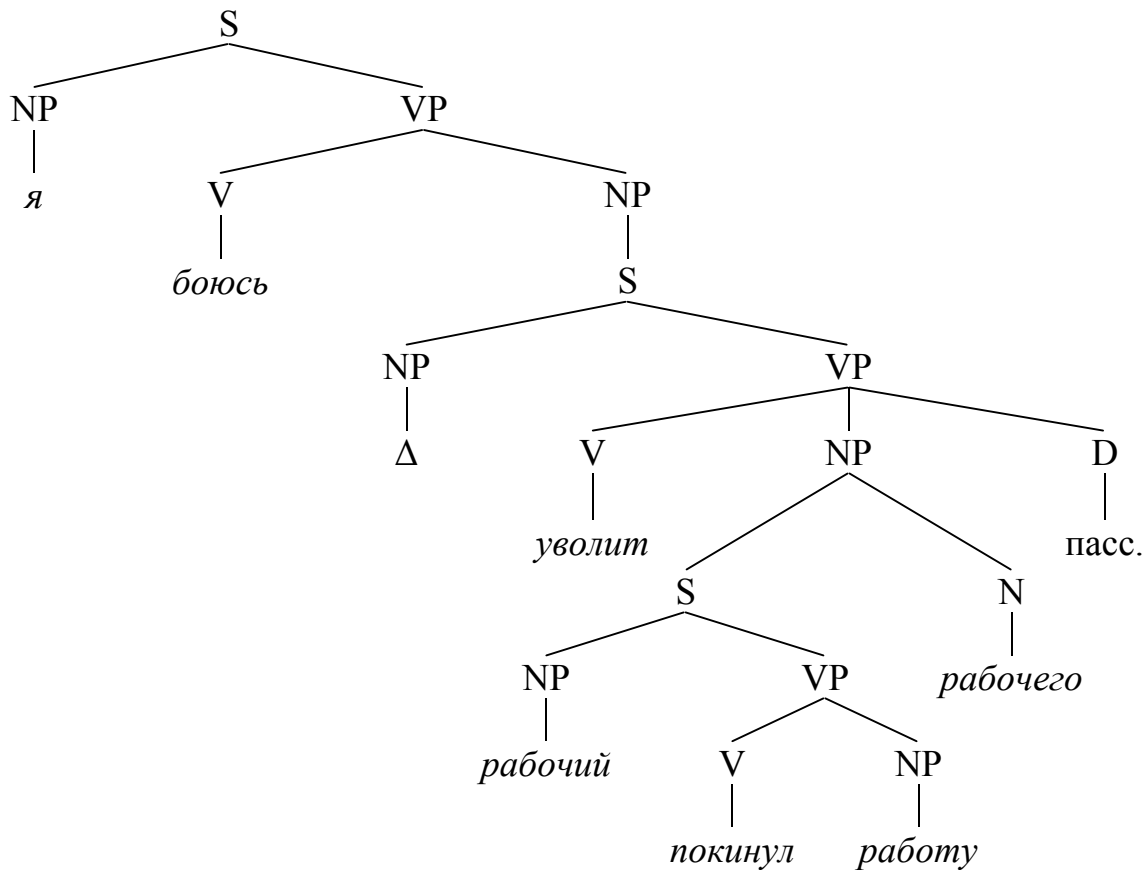 S
NP VP
я V NP
боюсь S
NP VP
Δ V NP D
уволит пасс.
S N
NP VP рабочего
рабочий V NP
покинул работу